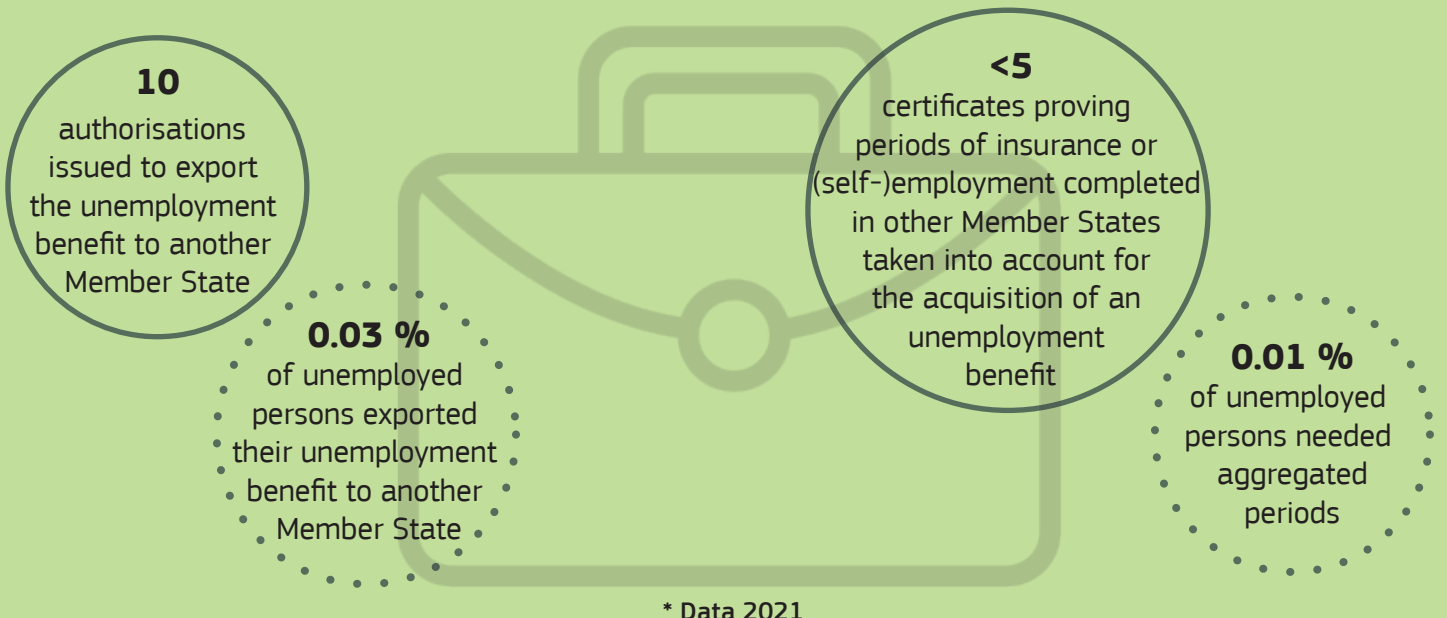 10
authorisations
issued to export
the unemployment
benefit to another
Member State
0.03 %
of unemployed
persons exported
their unemployment
benefit to another
Member State
<5
certificates proving
periods of insurance or
(self-)employment completed
in other Member States
taken into account for
the acquisition of an
unemployment
benefit
0.01 %
of unemployed
persons needed
aggregated
periods
* Data 2021